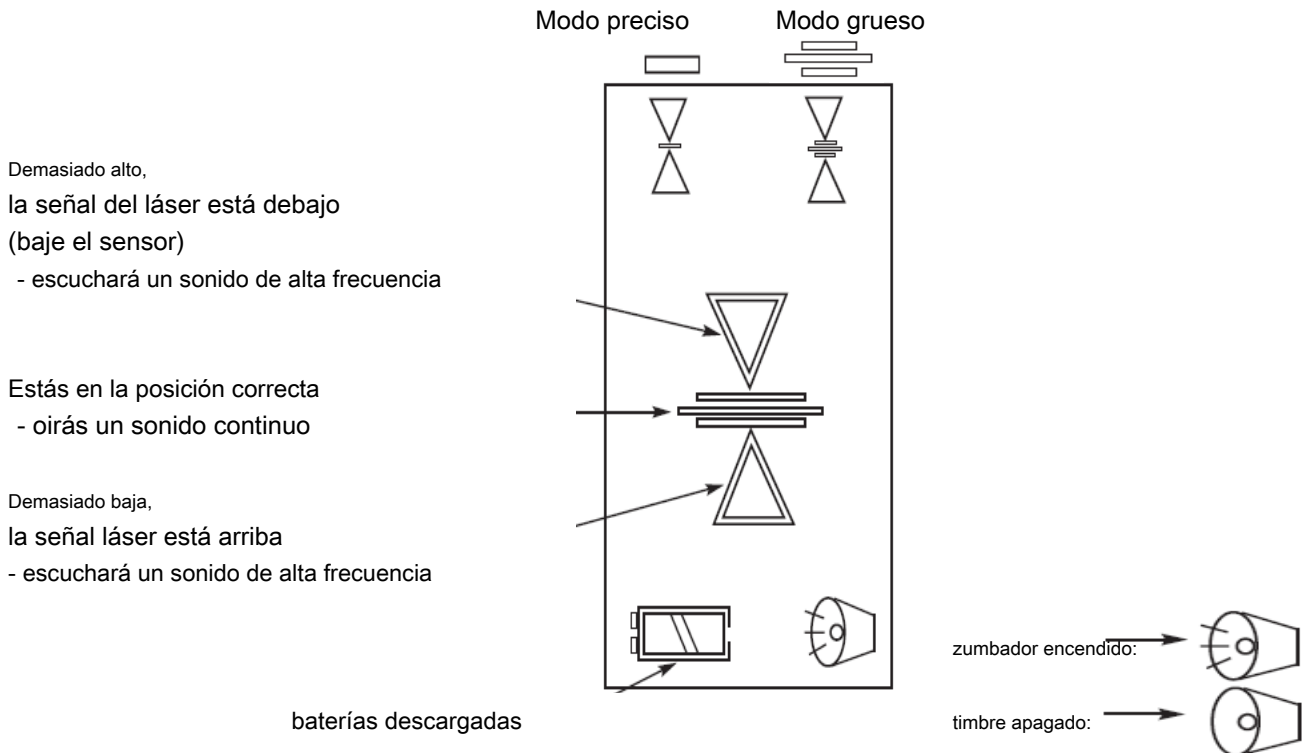 Modo preciso
Modo grueso
Demasiado alto,
la señal del láser está debajo
(baje el sensor)
- escuchará un sonido de alta frecuencia
Estás en la posición correcta
- oirás un sonido continuo
Demasiado baja,
la señal láser está arriba
- escuchará un sonido de alta frecuencia
zumbador encendido:
baterías descargadas
timbre apagado: